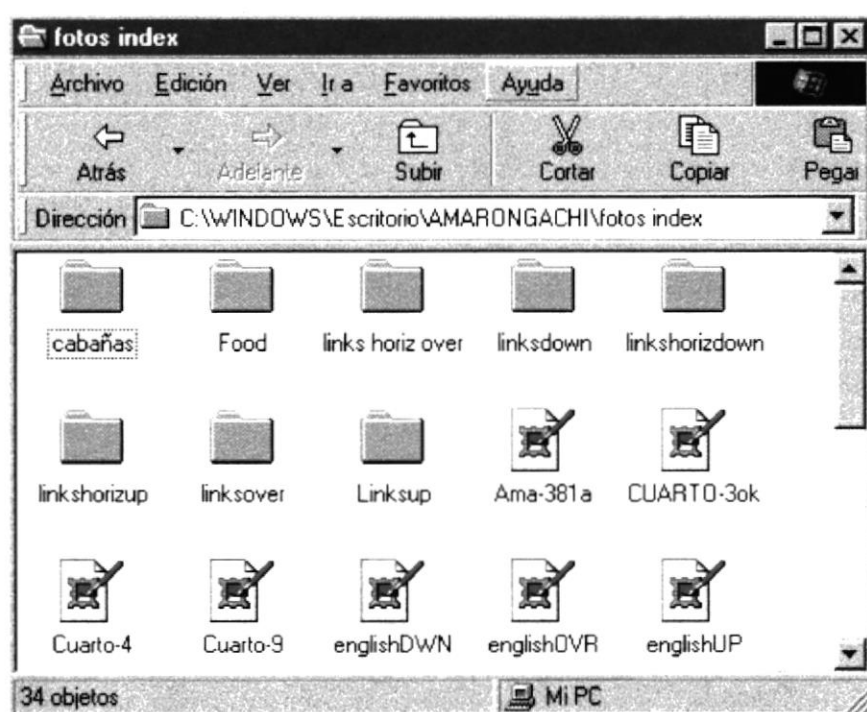 fotos index
Archivo Edición Ver Ir a Favoritos Ayuda
Atrás Adelante Subir Cortar Copiar Pegar
Dirección C:\WINDOWS\Escritorio\AMARONGACHI\fotos index
cabañas Food links horiz over linksdown linkshorizdown
linkshorizup linksover Linksup Ama-381a CUARTO-3ok
Cuarto-4 Cuarto-9 englishDWN englishOVR englishUP
34 objetos Mi PC